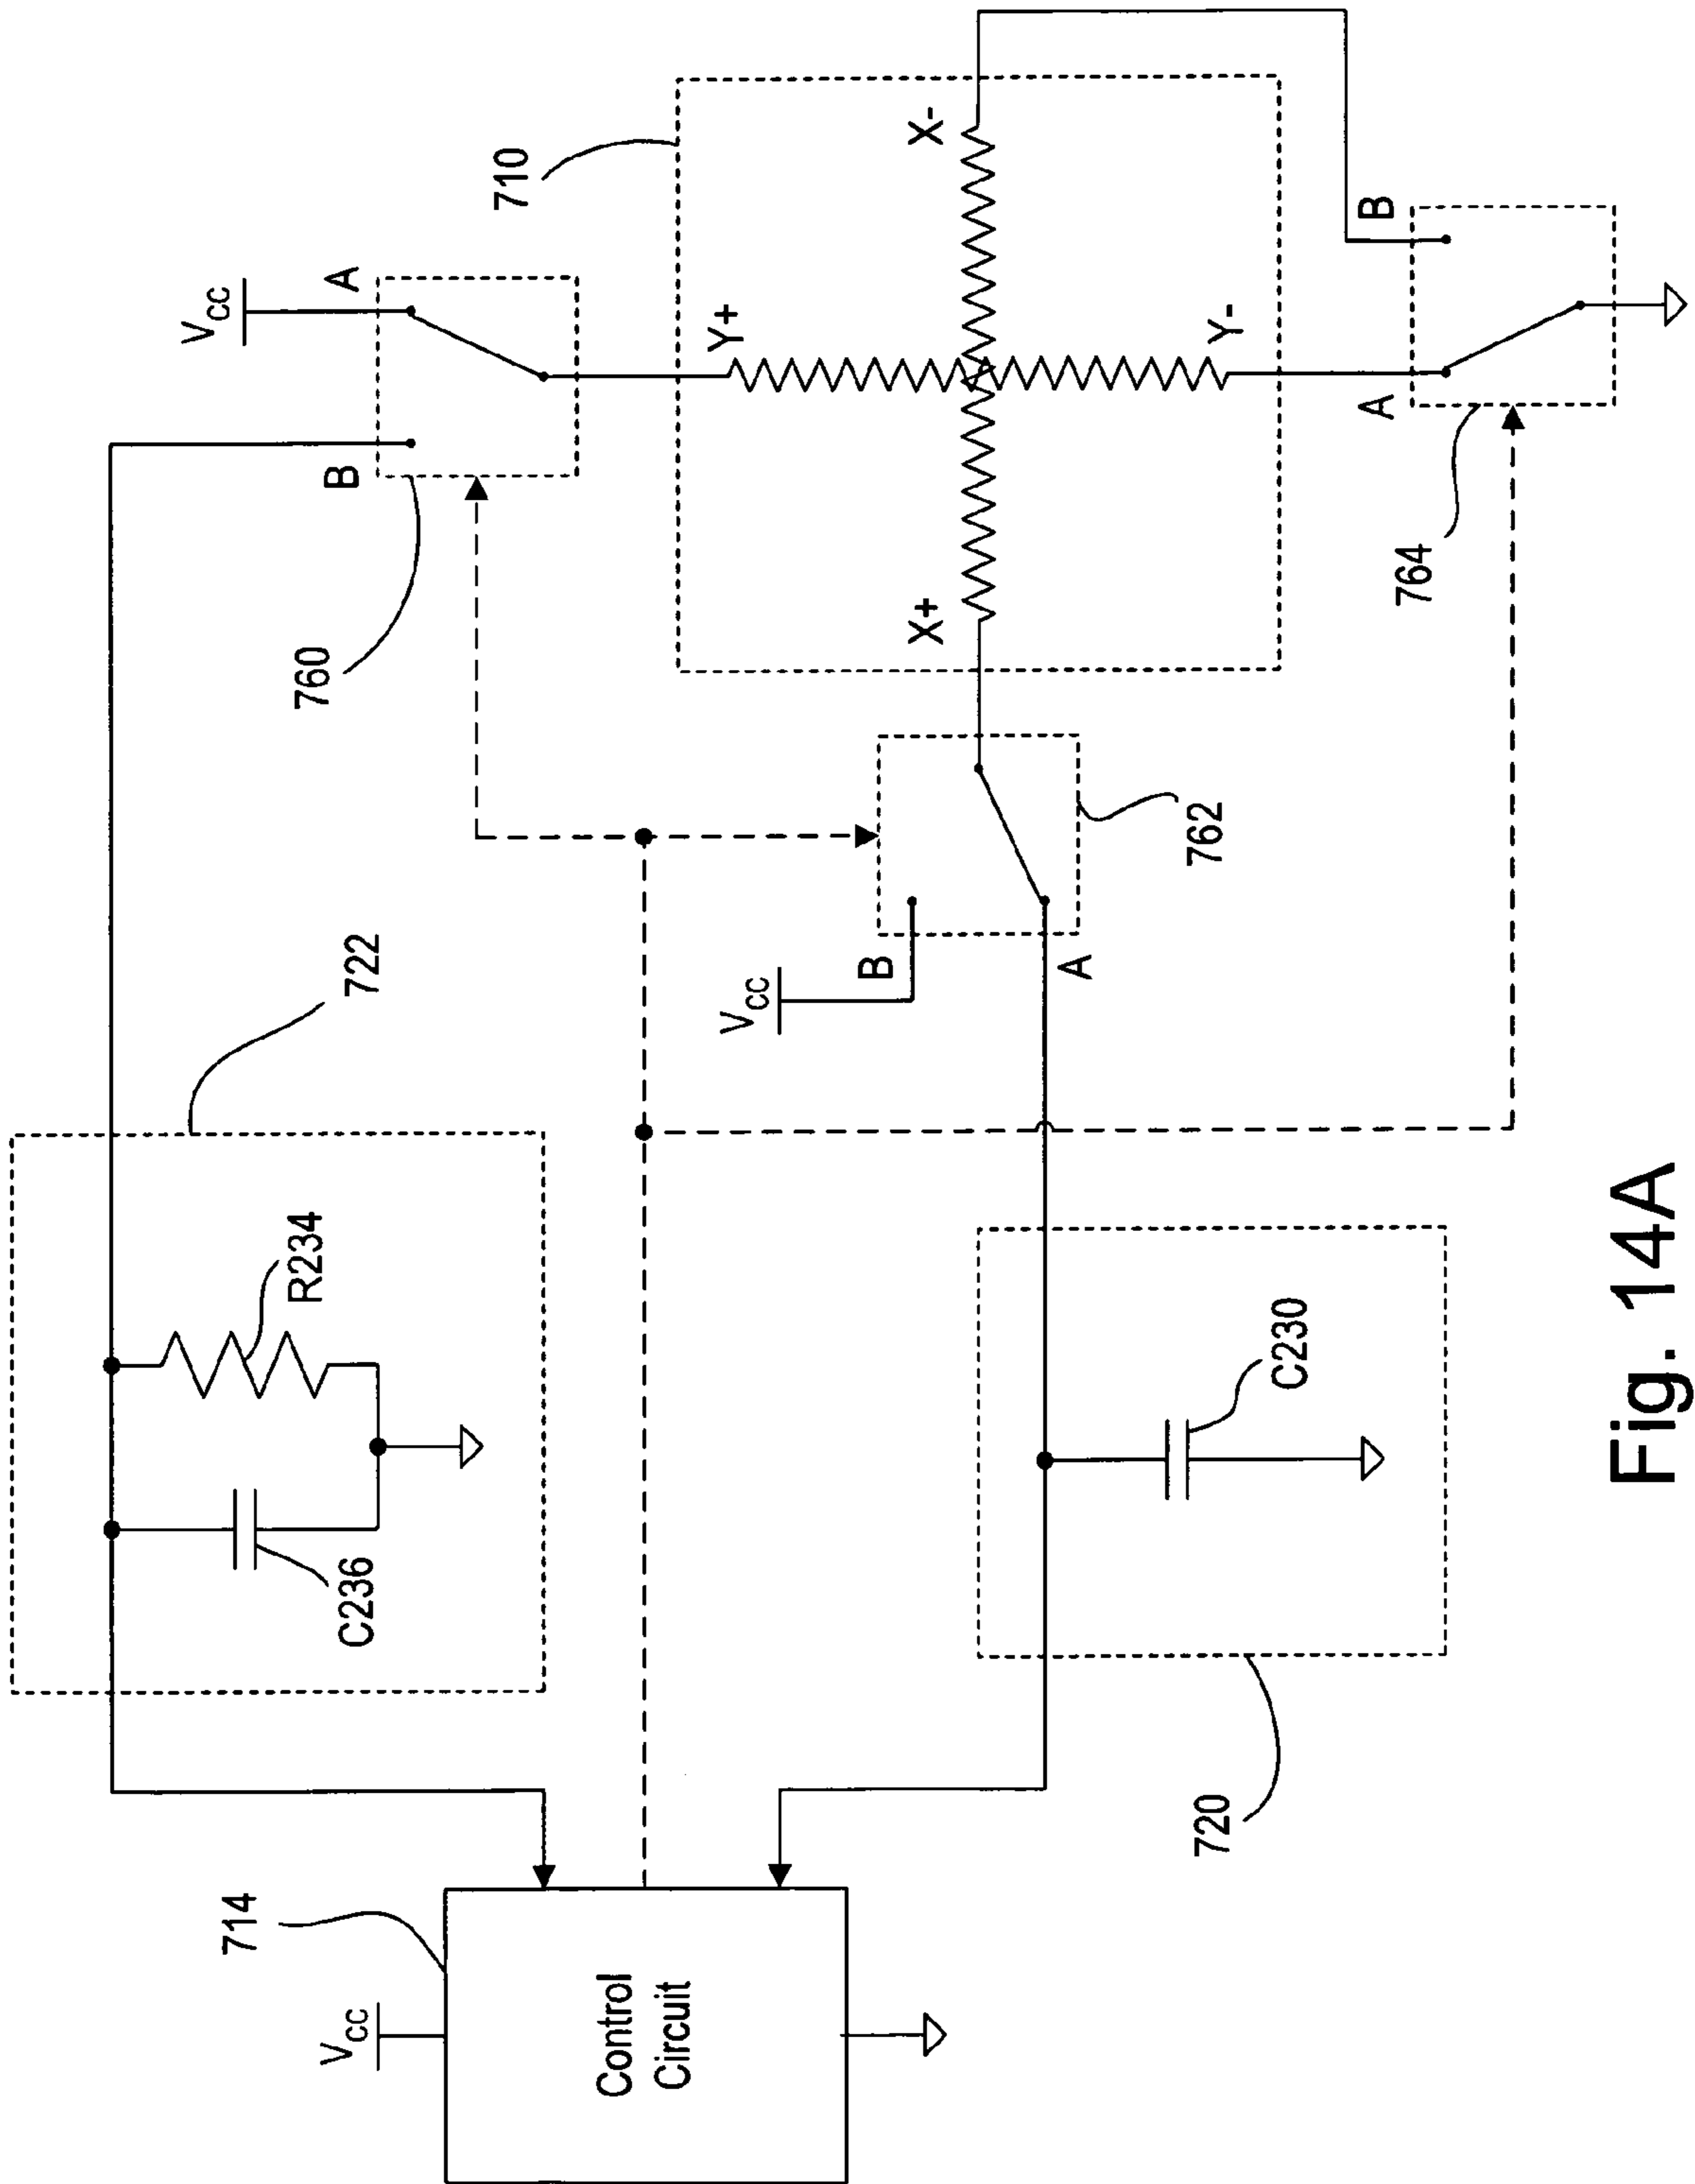 722
C236
R234
760
B
A
VCC
710
Y+
Y-
X+
X-
714
VCC
Control
Circuit
VCC
B
A
762
720
C230
764
A
B
Fig. 14A